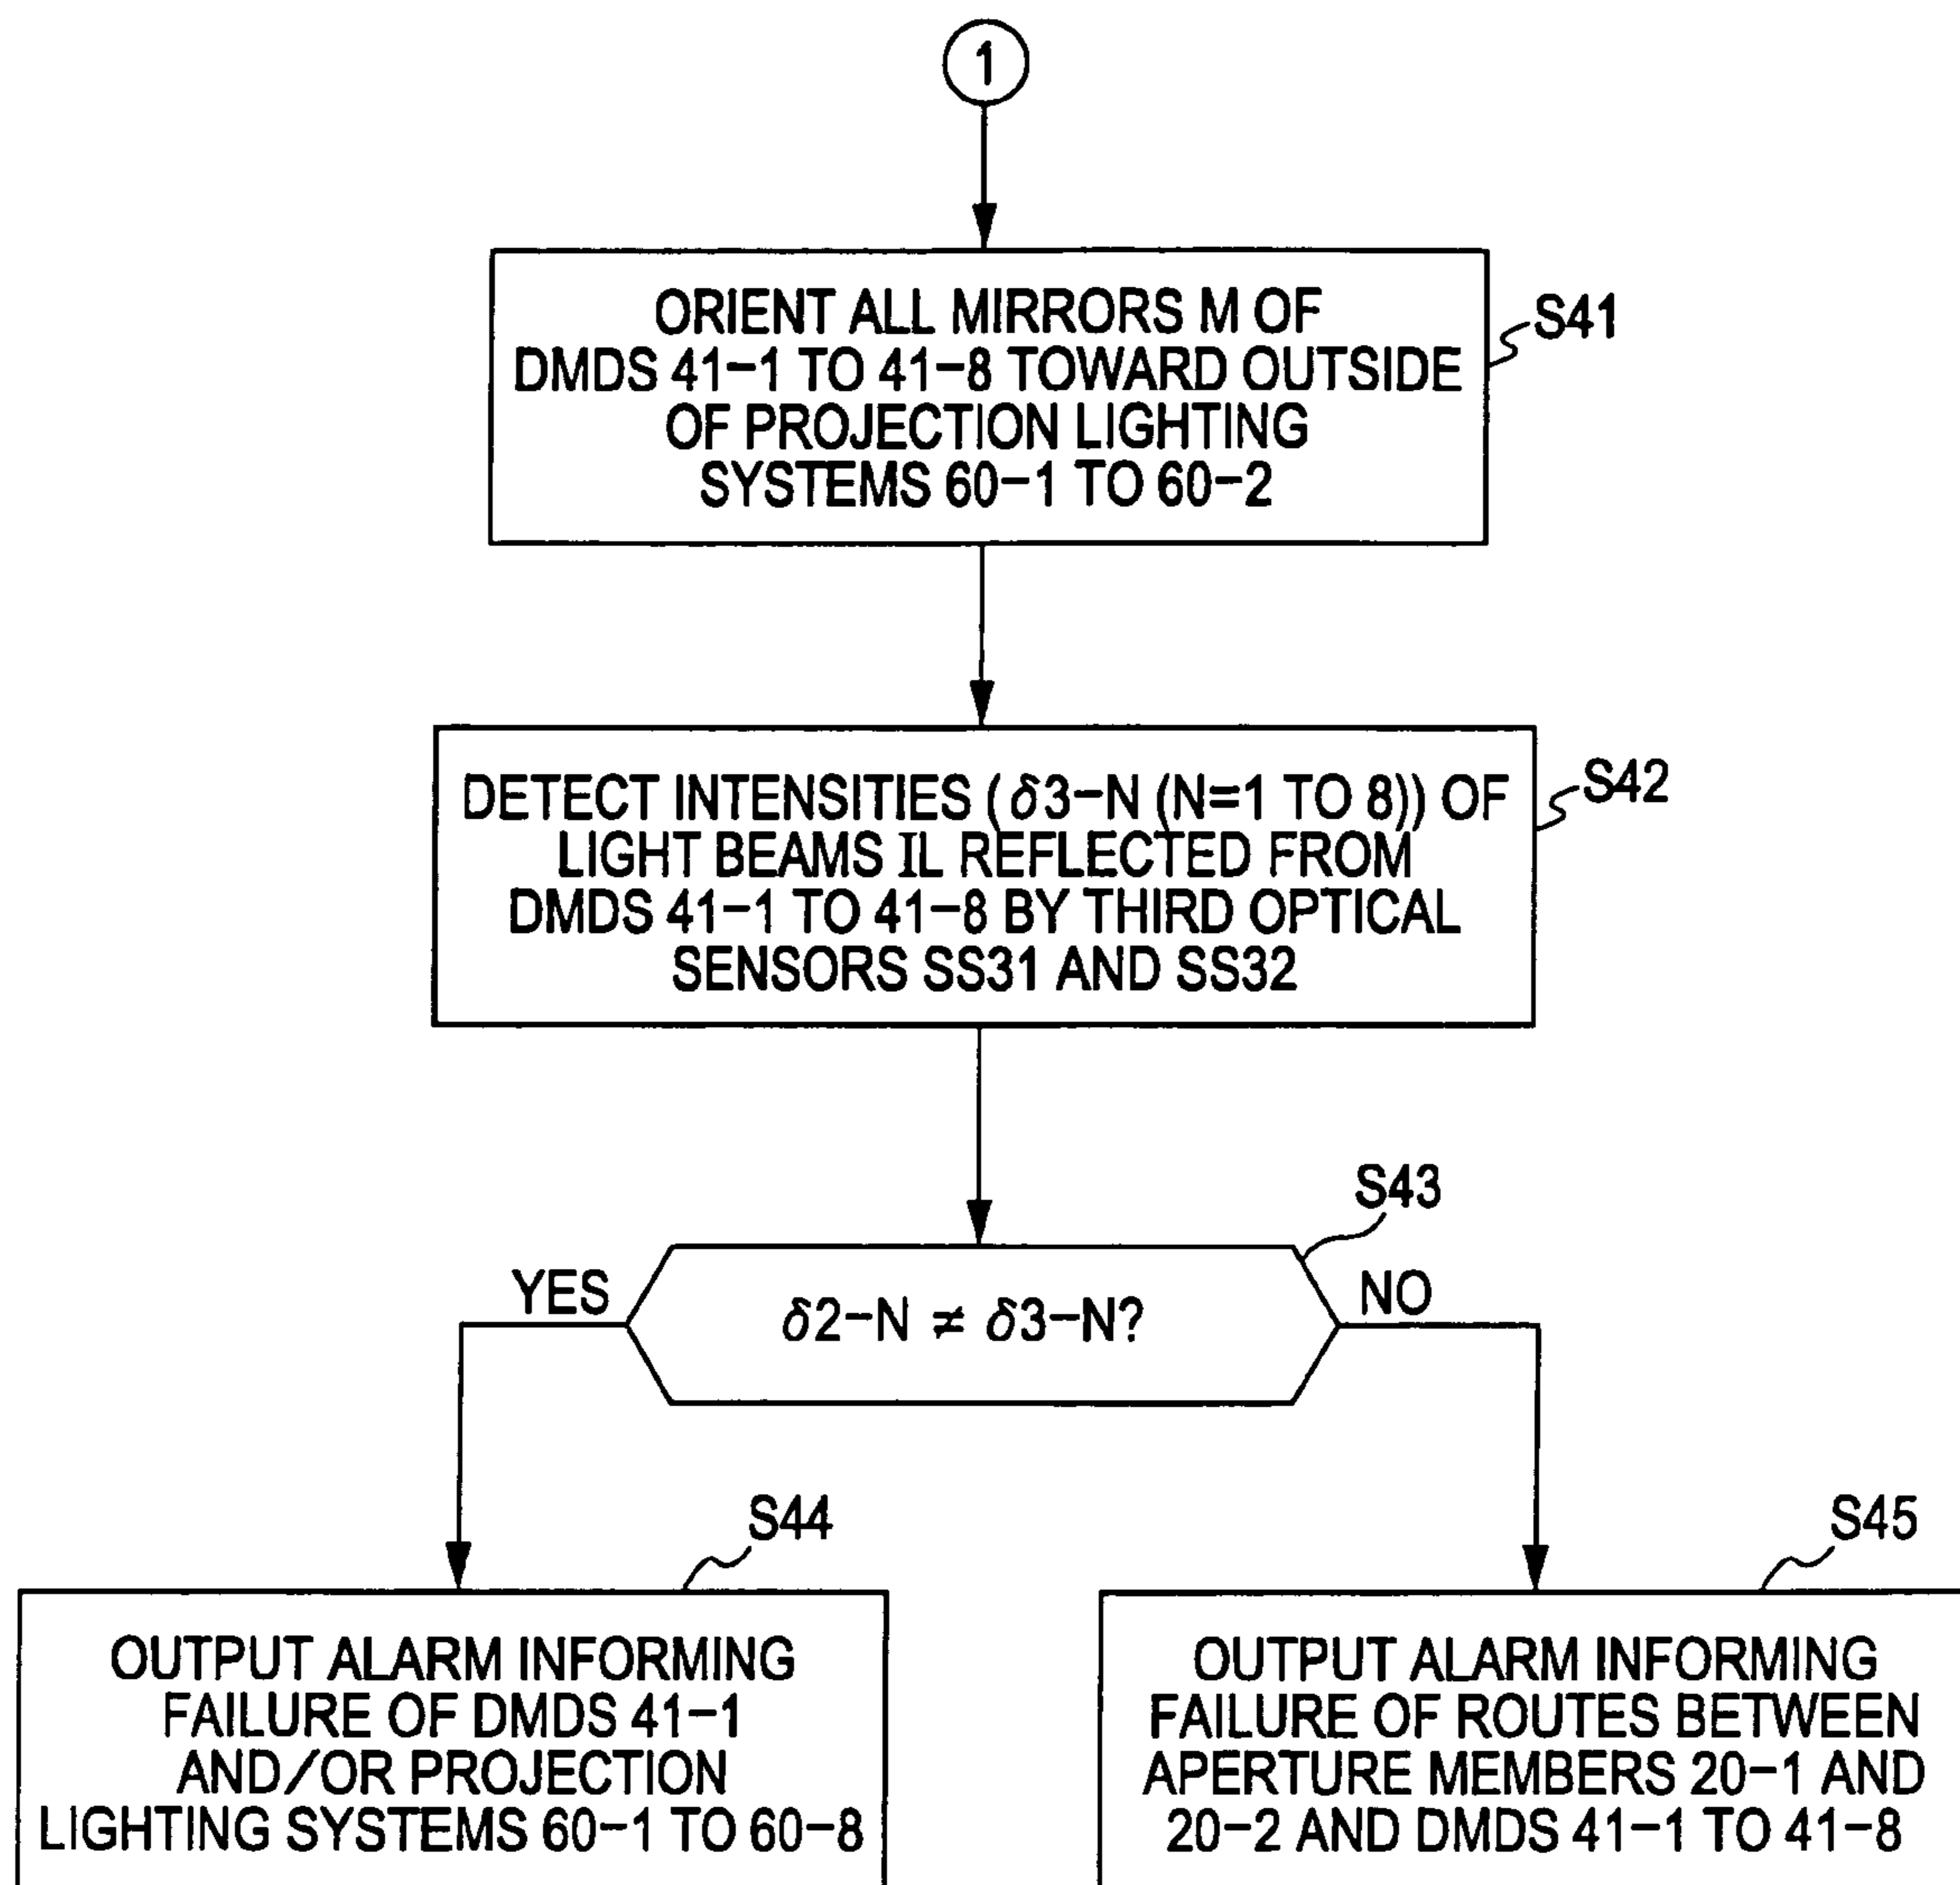 1
ORIENT ALL MIRRORS M OF
DMDS 41-1 TO 41-8 TOWARD OUTSIDE
OF PROJECTION LIGHTING
SYSTEMS 60-1 TO 60-2
S41
DETECT INTENSITIES (δ3-N (N=1 TO 8)) OF
LIGHT BEAMS IL REFLECTED FROM
DMDS 41-1 TO 41-8 BY THIRD OPTICAL
SENSORS SS31 AND SS32
S42
S43
YES
δ2-N ≠ δ3-N?
NO
S44
OUTPUT ALARM INFORMING
FAILURE OF DMDS 41-1
AND/OR PROJECTION
LIGHTING SYSTEMS 60-1 TO 60-8
S45
OUTPUT ALARM INFORMING
FAILURE OF ROUTES BETWEEN
APERTURE MEMBERS 20-1 AND
20-2 AND DMDS 41-1 TO 41-8